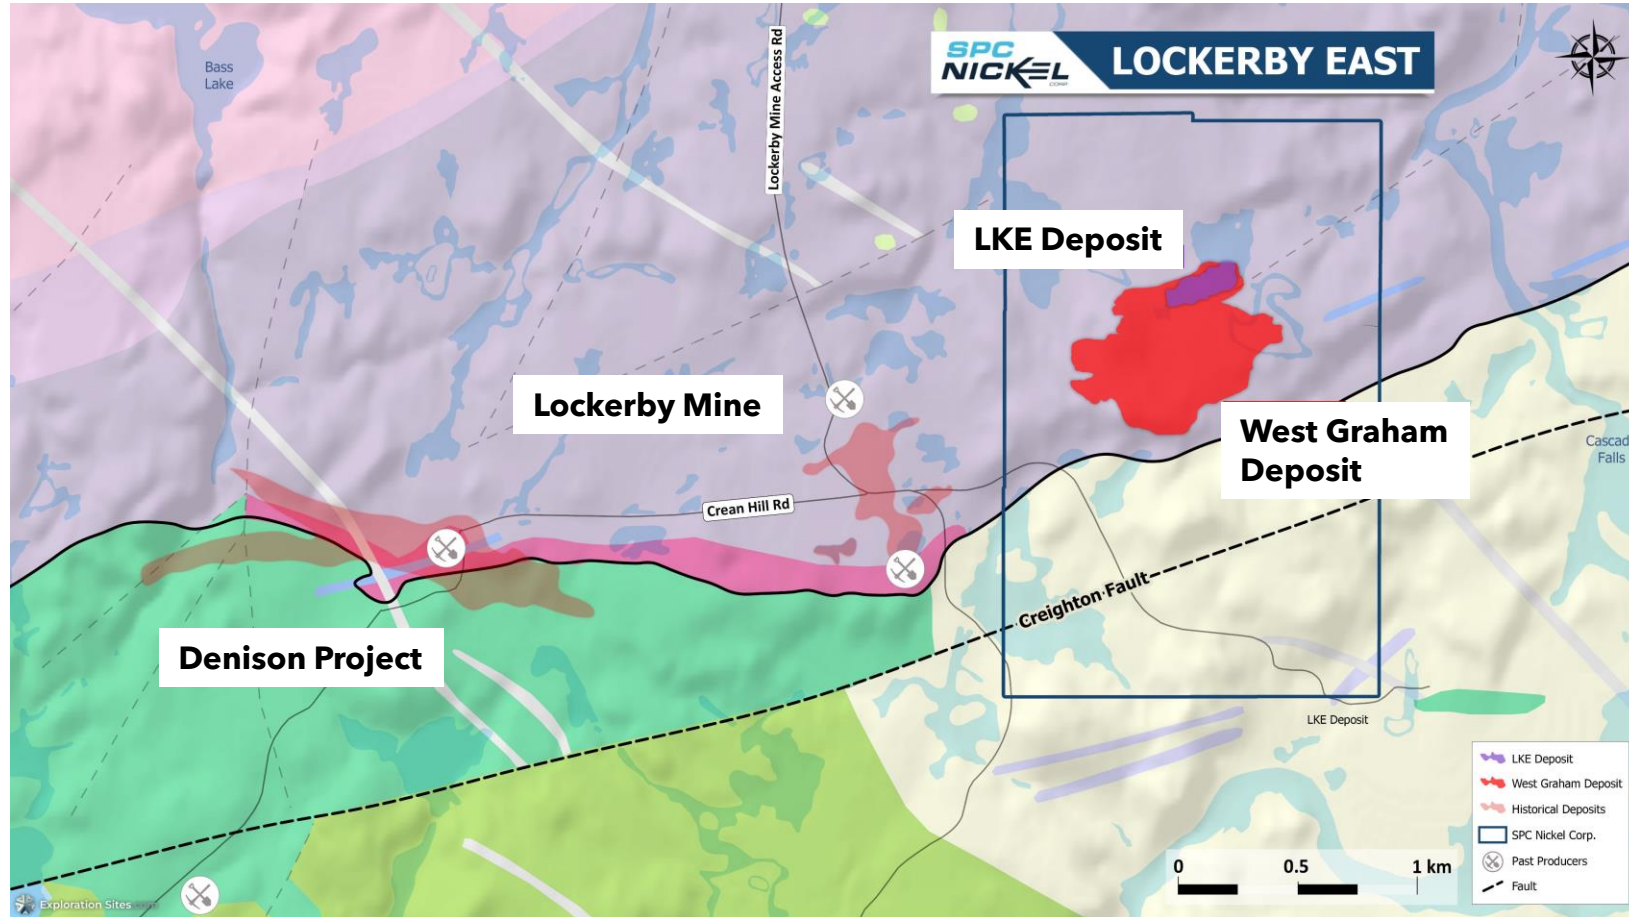 Bass
Lake
Lockerby Mine Access Rd
SPC
NICKEL
CORP
LOCKERBY EAST
LKE Deposit
Lockerby Mine
West Graham
Deposit
Cascad
Falls
Crean Hill Rd
Creighton Fault
Denison Project
LKE Deposit
LKE Deposit
West Graham Deposit
Historical Deposits
SPC Nickel Corp.
Past Producers
Fault
0 0.5 1 km
Exploration Sites